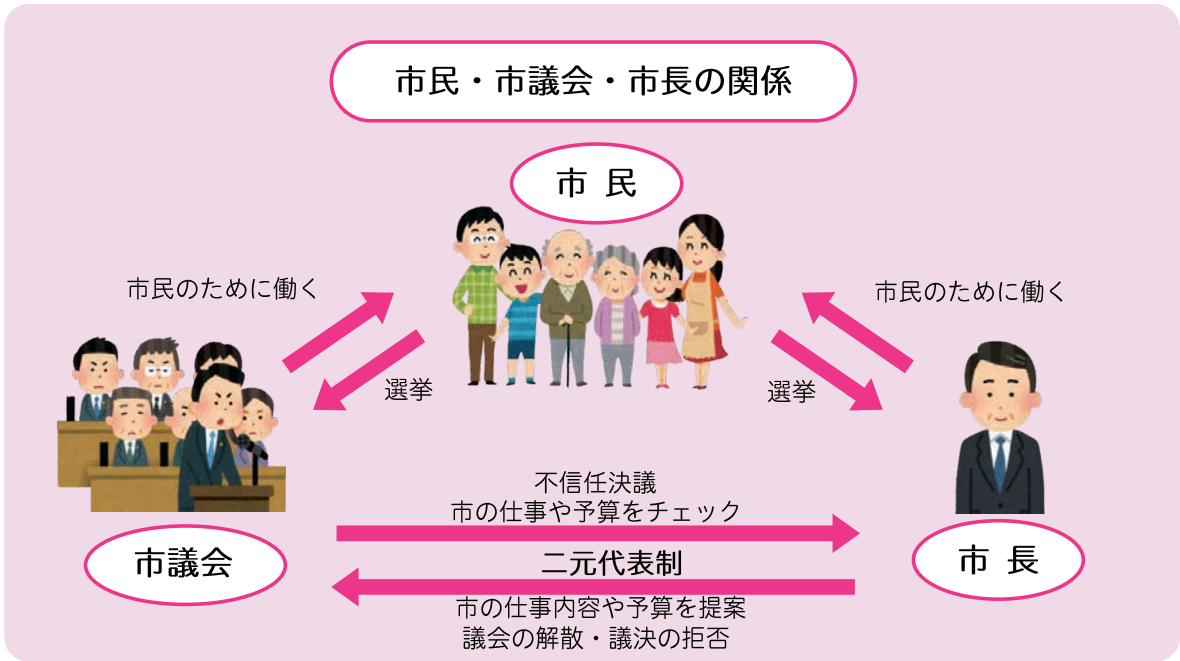 市民・市議会・市長の関係
市 民
市民のために働く
市民のために働く
選挙
選挙
不信任決議
市の仕事や予算をチェック
市議会
二元代表制
市 長
市の仕事内容や予算を提案
議会の解散・議決の拒否